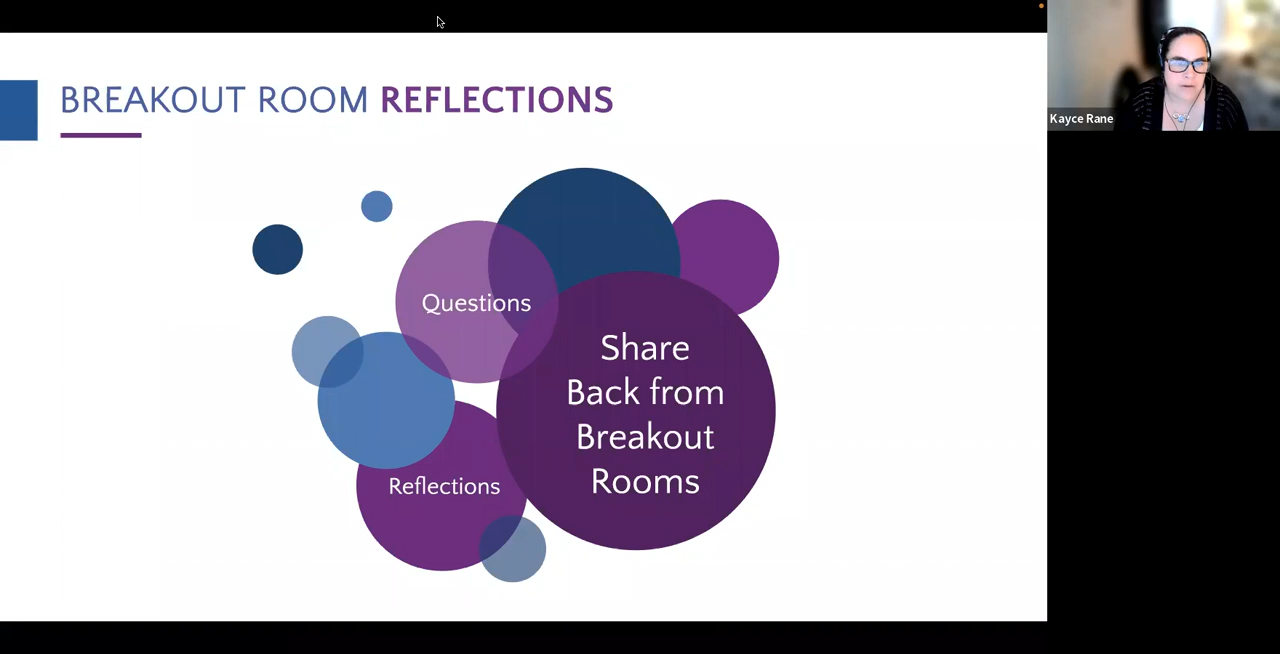 BREAKOUT ROOM REFLECTIONS
Kayce Rane
Questions
Share
Back from
Breakout
Rooms
Reflections